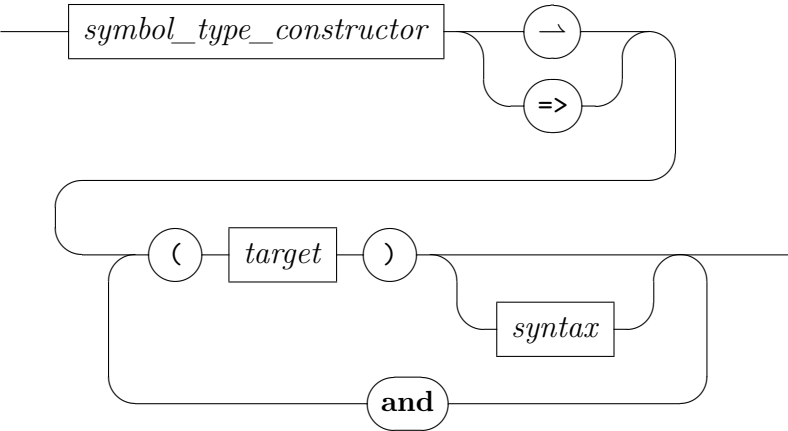 symbol_type_constructor ⇀
=>
( target )
syntax
and